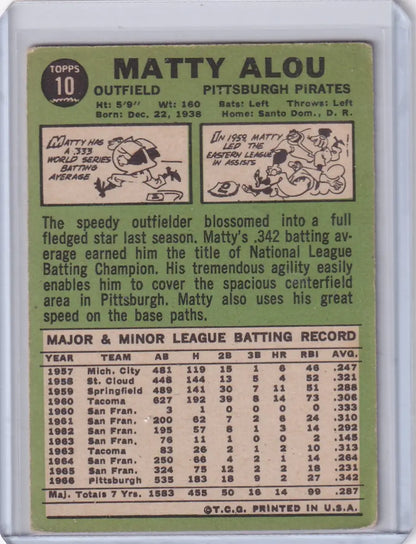 TOPPS
10
MATTY ALOU
OUTFIELD PITTSBURGH PIRATES
Ht: 5'9" Wt: 160 Bats: Left Throws: Left
Born: Dec. 22, 1938 Home: Santo Dom., D. R.
MATTY HAS
A .333
WORLD SERIES
BATTING
AVERAGE
IN 1959, MATTY
LED THE
EASTERN LEAGUE
IN ASSISTS
The speedy outfielder blossomed into a full
fledged star last season. Matty's .342 batting av-
erage earned him the title of National League
Batting Champion. His tremendous agility easily
enables him to cover the spacious centerfield
area in Pittsburgh. Matty also uses his great
speed on the base paths.
MAJOR & MINOR LEAGUE BATTING RECORD
YEAR TEAM AB H 2B 3B HR RBI AVG.
1957 Mich. City 481 119 15 1 6 46 .247
1958 St. Cloud 448 144 13 5 4 52 .321
1959 Springfield 489 141 30 7 11 51 .288
1960 Tacoma 627 192 39 8 14 73 .306
1960 San Fran. 3 1 0 0 0 0 .333
1961 San Fran. 200 62 7 1 6 24 .310
1962 San Fran. 195 57 8 1 3 14 .292
1963 San Fran. 76 11 1 0 0 2 .145
1963 Tacoma 83 26 2 1 2 10 .313
1964 San Fran. 250 66 4 2 1 14 .264
1965 San Fran. 324 75 12 2 2 18 .231
1966 Pittsburgh 535 183 18 9 2 27 .342
Maj. Totals 7 Yrs. 1583 455 50 16 14 99 .287
©T.C.G. PRINTED IN U.S.A.